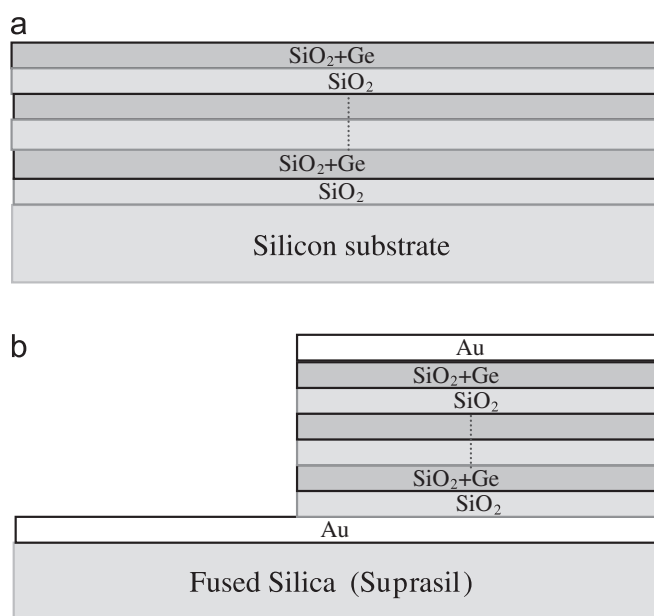 a
SiO₂+Ge
SiO₂
SiO₂+Ge
SiO₂
Silicon substrate
b
Au
SiO₂+Ge
SiO₂
SiO₂+Ge
SiO₂
Au
Fused Silica (Suprasil)